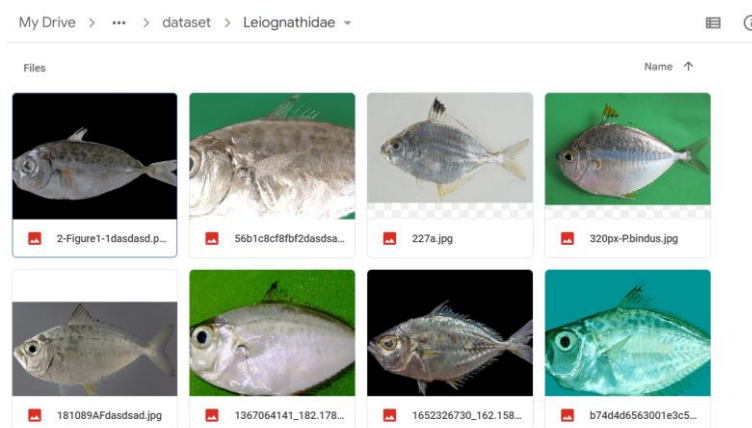 My Drive > ... > dataset > Leiognathidae
Files
Name ↑
2-Figure1-1dasdasd.p...
56b1c8cf8fbf2dasdsa...
227a.jpg
320px-P.bindus.jpg
181089AFdasdsad.jpg
1367064141_182.178...
1652326730_162.158...
b74d4d6563001e3c5...